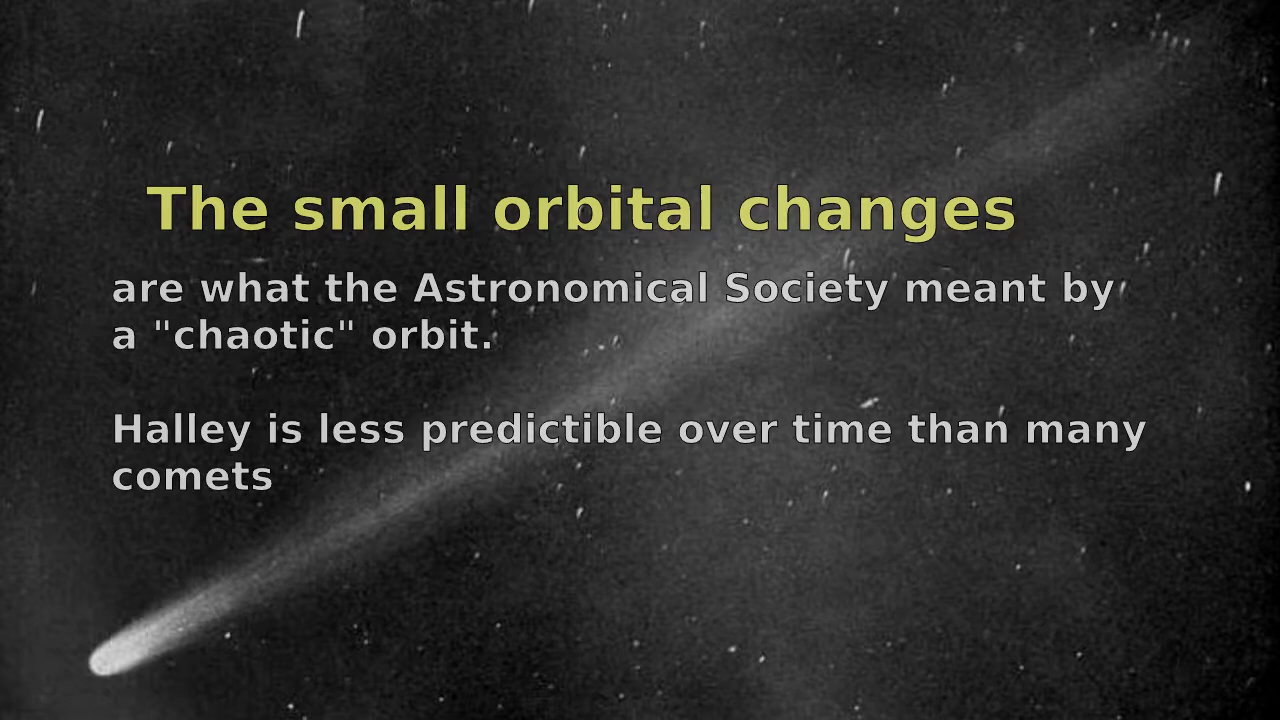 The small orbital changes
are what the Astronomical Society meant by
a "chaotic" orbit.
Halley is less predictible over time than many
comets